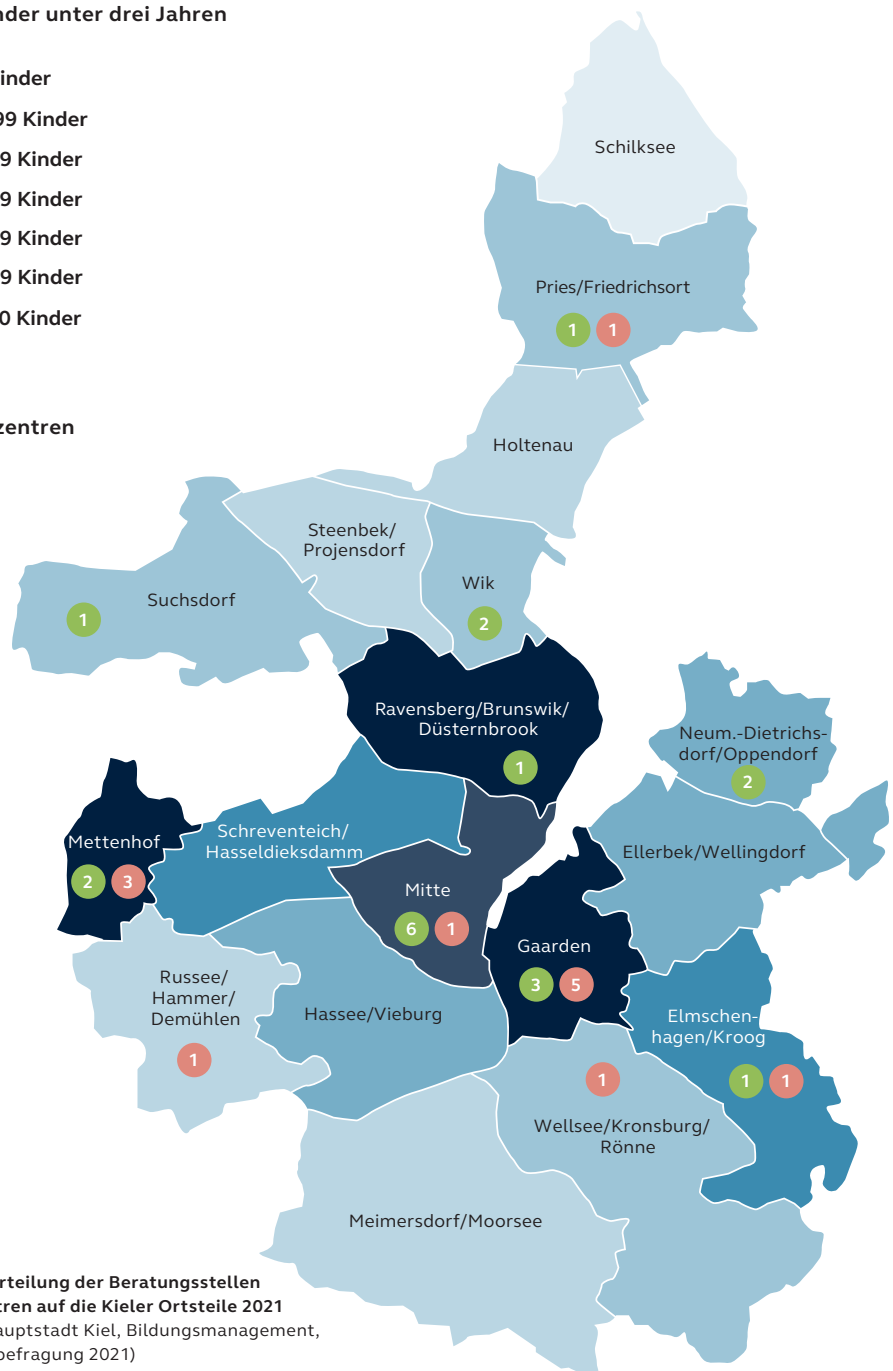 nder unter drei Jahren
inder
99 Kinder
9 Kinder
9 Kinder
9 Kinder
9 Kinder
0 Kinder
zentren
Schilksee
Pries/Friedrichsort
1 1
Holtenau
Steenbek/
Projensdorf
Wik
2
Suchsdorf
1
Ravensberg/Brunswik/
Düsternbrook
1
Neum.-Dietrichs-
dorf/Oppendorf
2
Mettenhof
2 3
Schreventeich/
Hasseldieksdamm
Ellerbek/Wellingdorf
Mitte
6 1
Gaarden
3 5
Russee/
Hammer/
Demühlen
1
Hassee/Vieburg
Elmschen-
hagen/Kroog
1 1
1
Wellsee/Kronsburg/
Rönne
Meimersdorf/Moorsee
rteilung der Beratungsstellen
tren auf die Kieler Ortsteile 2021
auptstadt Kiel, Bildungsmanagement,
befragung 2021)